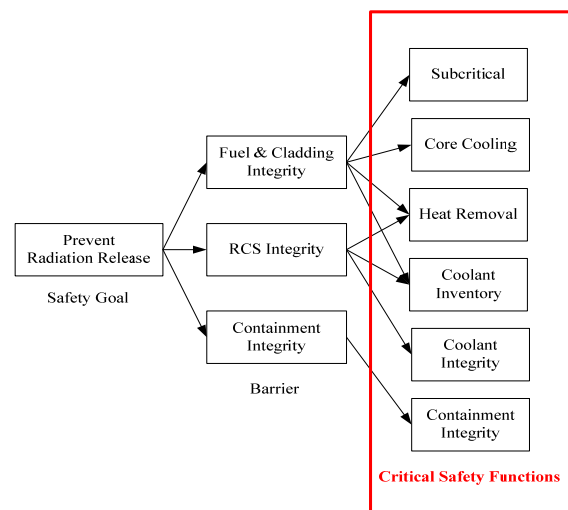 Prevent
Radiation Release
Safety Goal
Fuel & Cladding
Integrity
RCS Integrity
Containment
Integrity
Barrier
Subcritical
Core Cooling
Heat Removal
Coolant
Inventory
Coolant
Integrity
Containment
Integrity
Critical Safety Functions